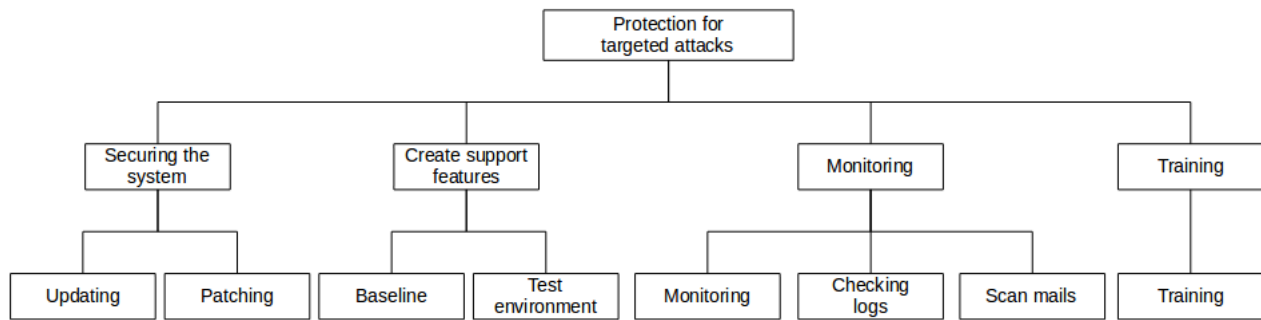 Protection for
targeted attacks
Securing the
system
Create support
features
Monitoring
Training
Updating
Patching
Baseline
Test
environment
Monitoring
Checking
logs
Scan mails
Training